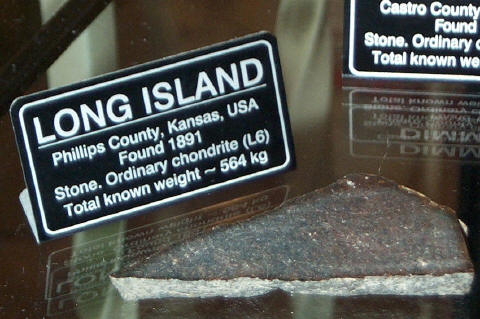 LONG ISLAND
Phillips County, Kansas, USA
Found 1891
Stone. Ordinary chondrite (L6)
Total known weight ~ 564 kg
Castro County
Found
Stone. Ordinary
Total known